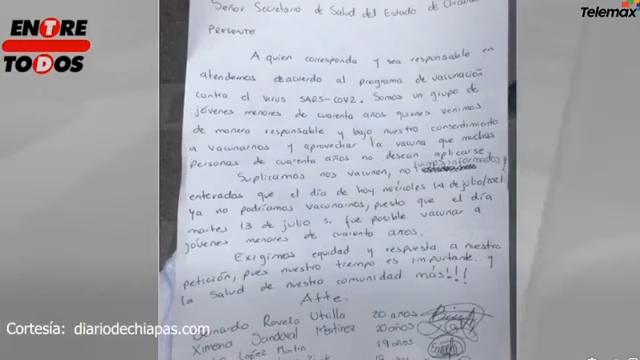 ENTRE
TODOS
Telemax
Señor Secretario de Salud del Estado de
PRESENTE
A quien corresponda y sea responsable en
atendernos deacuerdo al programa de vacunación
contra el virus SARS-COV2. Somos un grupo de
jóvenes menores de cuarenta años quienes venimos
de manera responsable y bajo nuestro consentimiento
a vacunarnos y aprovechar la vacuna que muchas
personas de cuarenta años no desean aplicarse.
Suplicamos nos vacunen, no fuimos informados y
enterados que el día de hoy miércoles 14 de julio/2021
ya no podríamos vacunarnos, puesto que el día
martes 13 de julio si fue posible vacunar a
jóvenes menores de cuarenta años.
Exigimos equidad y respuesta a nuestra
petición, pues nuestro tiempo es importante y
la Salud de nuestra comunidad más!!!
Atte.
Rovelo Utrilla 20 años
Ximena Sandoval Martínez 20 años
López Martín 19 años
Cortesía: diariodechiapas.com